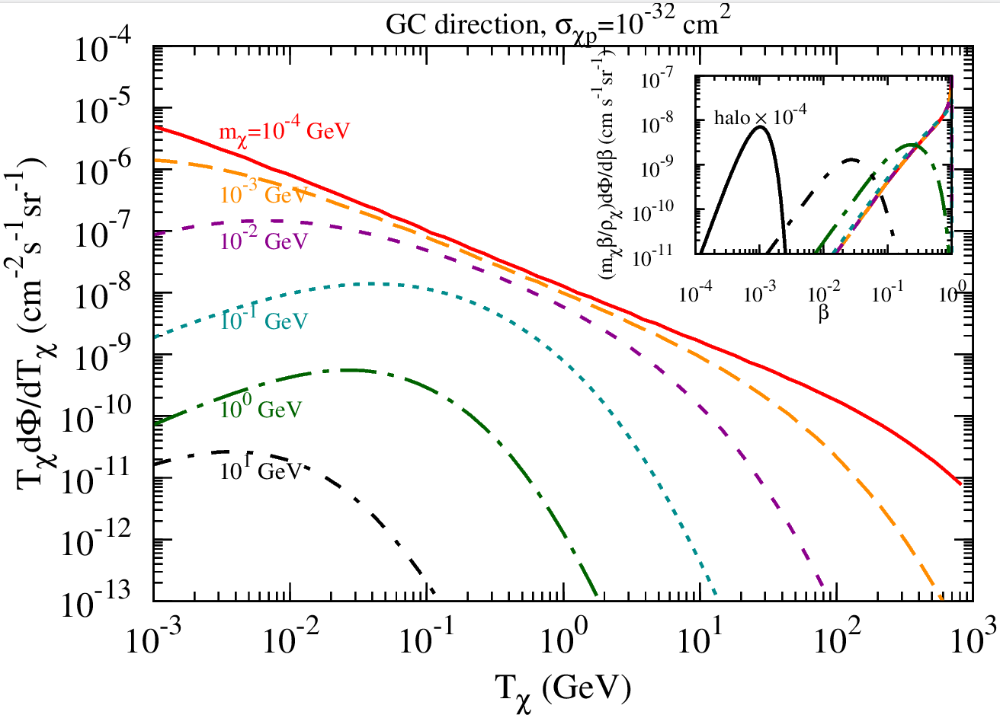 GC direction, σχp=10⁻³² cm²
10⁻⁴
10⁻⁵
10⁻⁶
10⁻⁷
10⁻⁸
10⁻⁹
10⁻¹⁰
10⁻¹¹
10⁻¹²
10⁻¹³
TχdΦ/dTχ (cm⁻²s⁻¹sr⁻¹)
mχ=10⁻⁴ GeV
10⁻³ GeV
10⁻² GeV
10⁻¹ GeV
10⁰ GeV
10¹ GeV
(mχβ/ρχ)dΦ/dβ (cm s⁻¹sr⁻¹)
10⁻⁷
10⁻⁸
10⁻⁹
10⁻¹⁰
10⁻¹¹
halo × 10⁻⁴
10⁻⁴ 10⁻³ 10⁻² 10⁻¹ 10⁰
β
10⁻³ 10⁻² 10⁻¹ 10⁰ 10¹ 10² 10³
Tχ (GeV)